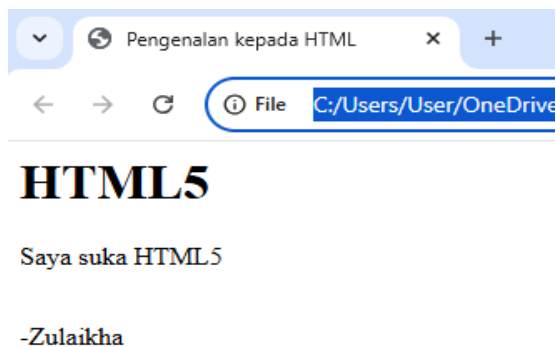 Pengenalan kepada HTML
File C:/Users/User/OneDrive
HTML5
Saya suka HTML5
-Zulaikha